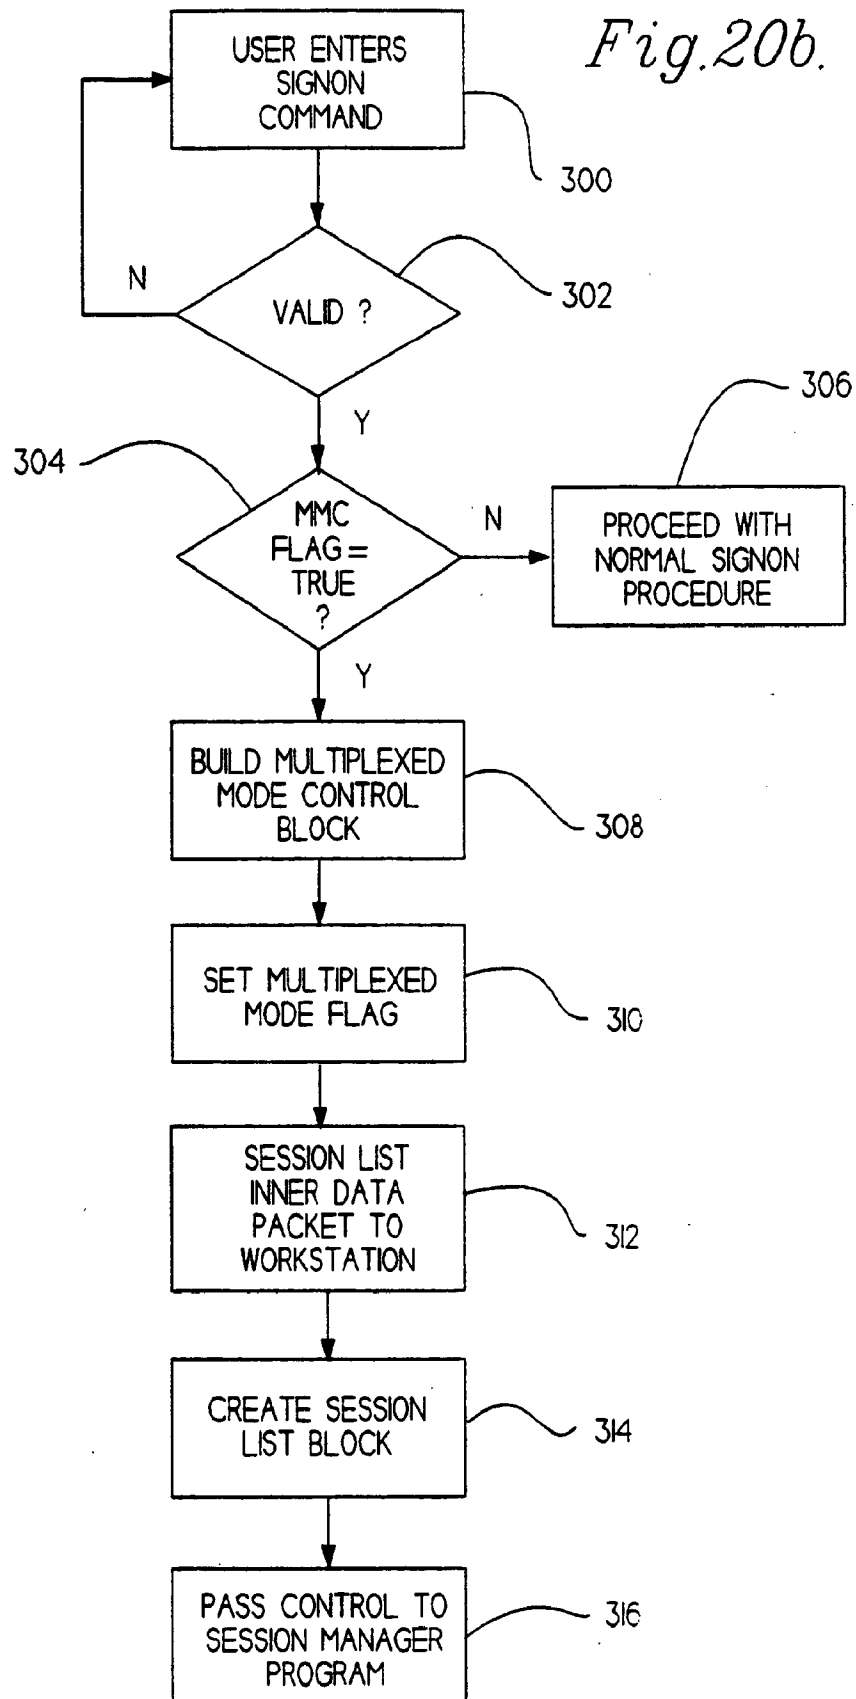 Fig.20b.
USER ENTERS
SIGNON
COMMAND
300
N
VALID ?
302
Y
304
MMC
FLAG =
TRUE
?
N
306
PROCEED WITH
NORMAL SIGNON
PROCEDURE
Y
BUILD MULTIPLEXED
MODE CONTROL
BLOCK
308
SET MULTIPLEXED
MODE FLAG
310
SESSION LIST
INNER DATA
PACKET TO
WORKSTATION
312
CREATE SESSION
LIST BLOCK
314
PASS CONTROL TO
SESSION MANAGER
PROGRAM
316